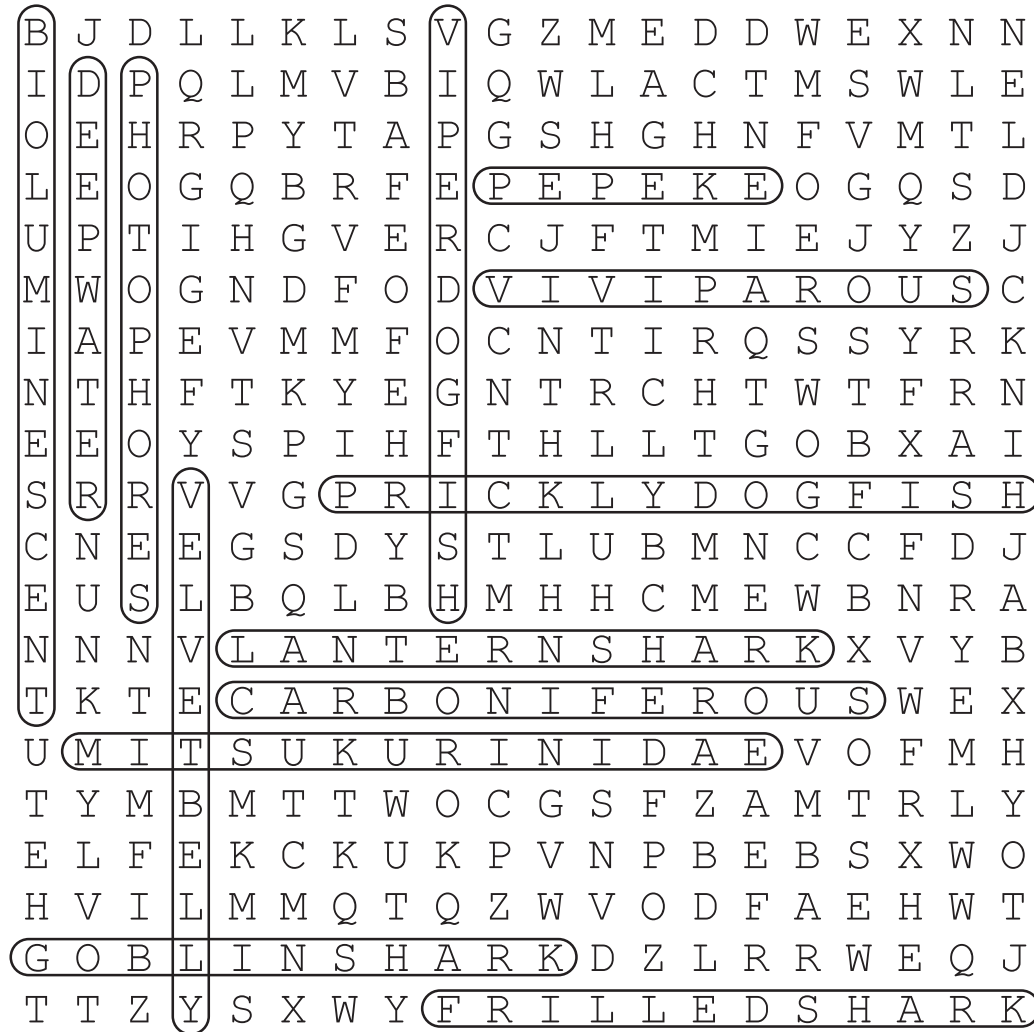 B J D L L K L S V G Z M E D D W E X N N
I D P Q L M V B I Q W L A C T M S W L E
O E H R P Y T A P G S H G H N F V M T L
L E O G Q B R F E P E P E K E O G Q S D
U P T I H G V E R C J F T M I E J Y Z J
M W O G N D F O D V I V I P A R O U S C
I A P E V M M F O C N T I R Q S S Y R K
N T H F T K Y E G N T R C H T W T F R N
E E O Y S P I H F T H L L T G O B X A I
S R R V V G P R I C K L Y D O G F I S H
C N E E G S D Y S T L U B M N C C F D J
E U S L B Q L B H M H H C M E W B N R A
N N N V L A N T E R N S H A R K X V Y B
T K T E C A R B O N I F E R O U S W E X
U M I T S U K U R I N I D A E V O F M H
T Y M B M T T W O C G S F Z A M T R L Y
E L F E K C K U K P V N P B E B S X W O
H V I L M M Q T Q Z W V O D F A E H W T
G O B L I N S H A R K D Z L R R W E Q J
T T Z Y S X W Y F R I L L E D S H A R K